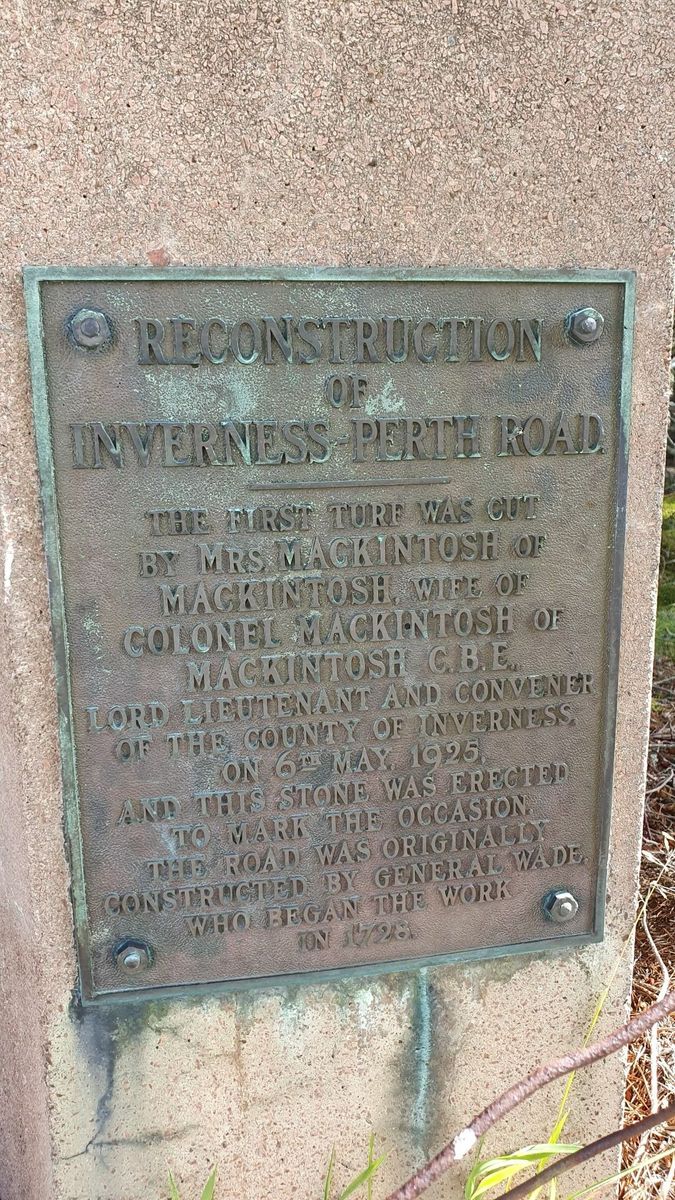 RECONSTRUCTION
OF
INVERNESS-PERTH ROAD
THE FIRST TURF WAS CUT
BY MRS. MACKINTOSH OF
MACKINTOSH, WIFE OF
COLONEL MACKINTOSH OF
MACKINTOSH C.B.E.,
LORD LIEUTENANT AND CONVENER
OF THE COUNTY OF INVERNESS,
ON 6TH MAY, 1925,
AND THIS STONE WAS ERECTED
TO MARK THE OCCASION.
THE ROAD WAS ORIGINALLY
CONSTRUCTED BY GENERAL WADE,
WHO BEGAN THE WORK
IN 1728.